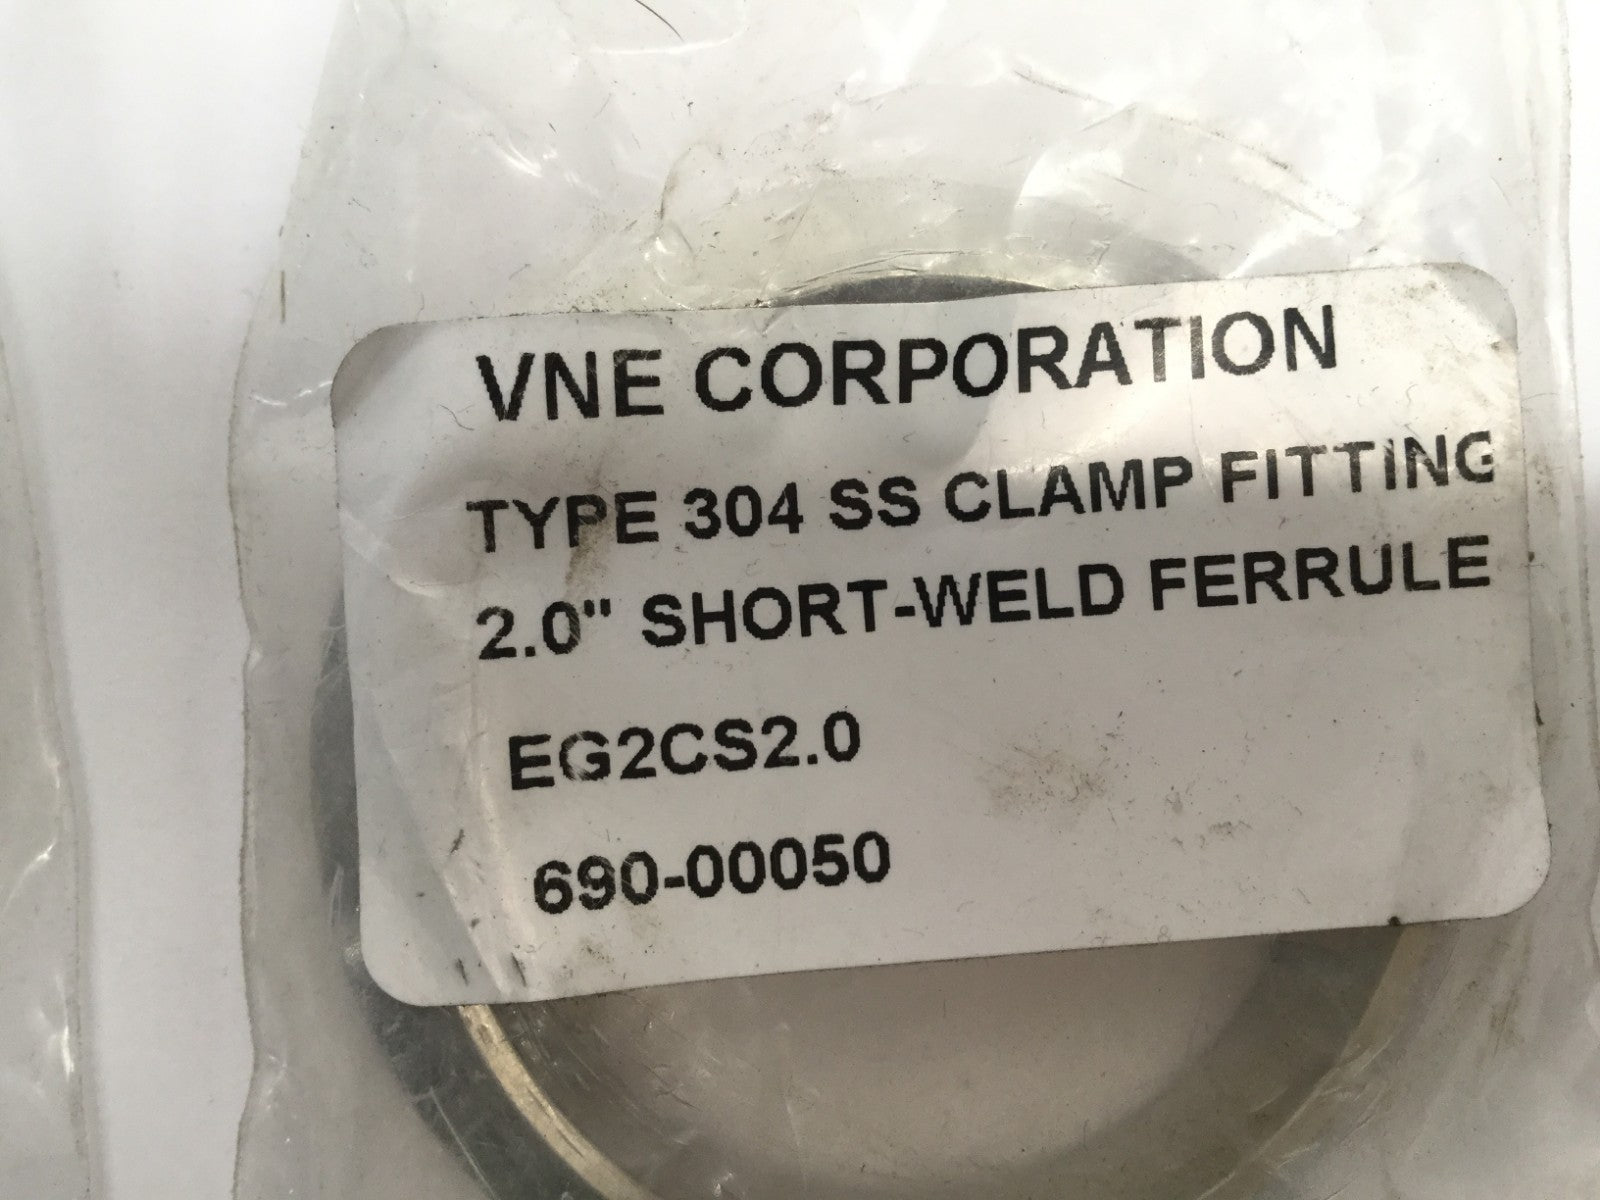 VNE CORPORATION
TYPE 304 SS CLAMP FITTING
2.0" SHORT-WELD FERRULE
EG2CS2.0
690-00050